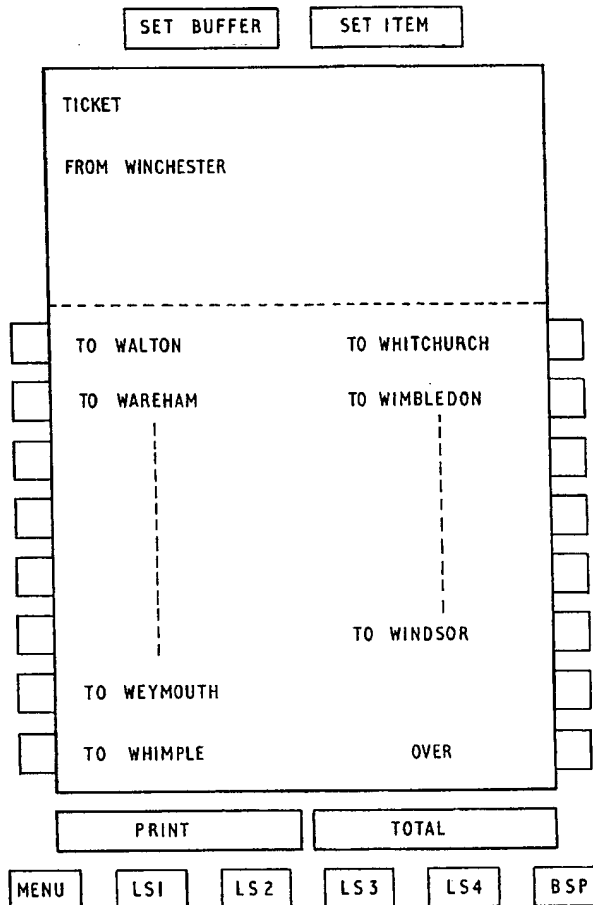 SET BUFFER SET ITEM
TICKET
FROM WINCHESTER
TO WALTON TO WHITCHURCH
TO WAREHAM TO WIMBLEDON
TO WINDSOR
TO WEYMOUTH
TO WHIMPLE OVER
PRINT TOTAL
MENU LS1 LS2 LS3 LS4 BSP